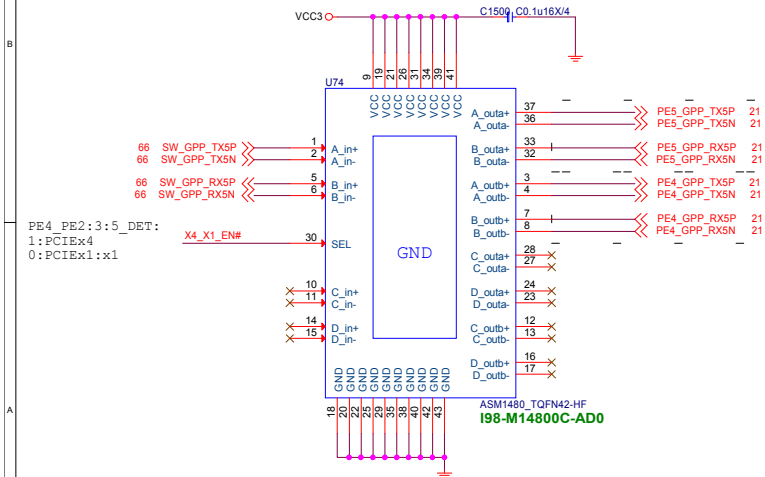 B
VCC3
C1500 C0.1u16X/4
9
19
21
26
31
34
39
41
U74
VCC
VCC
VCC
VCC
VCC
VCC
VCC
VCC
A_outa+ 37 PE5_GPP_TX5P 21
A_outa- 36 PE5_GPP_TX5N 21
66 SW_GPP_TX5P 1 A_in+
66 SW_GPP_TX5N 2 A_in-
B_outa+ 33 PE5_GPP_RX5P 21
B_outa- 32 PE5_GPP_RX5N 21
66 SW_GPP_RX5P 5 B_in+
66 SW_GPP_RX5N 6 B_in-
A_outb+ 3 PE4_GPP_TX5P 21
A_outb- 4 PE4_GPP_TX5N 21
B_outb+ 7 PE4_GPP_RX5P 21
B_outb- 8 PE4_GPP_RX5N 21
PE4_PE2:3:5_DET:
1:PCIEx4
0:PCIEx1:x1
X4_X1_EN# 30 SEL
GND
C_outa+ 28
C_outa- 27
10 C_in+
11 C_in-
D_outa+ 24
D_outa- 23
14 D_in+
15 D_in-
C_outb+ 12
C_outb- 13
D_outb+ 16
D_outb- 17
GND
GND
GND
GND
GND
GND
GND
GND
GND
GND
18
20
22
25
29
35
38
40
42
43
A
ASM1480_TQFN42-HF
I98-M14800C-AD0